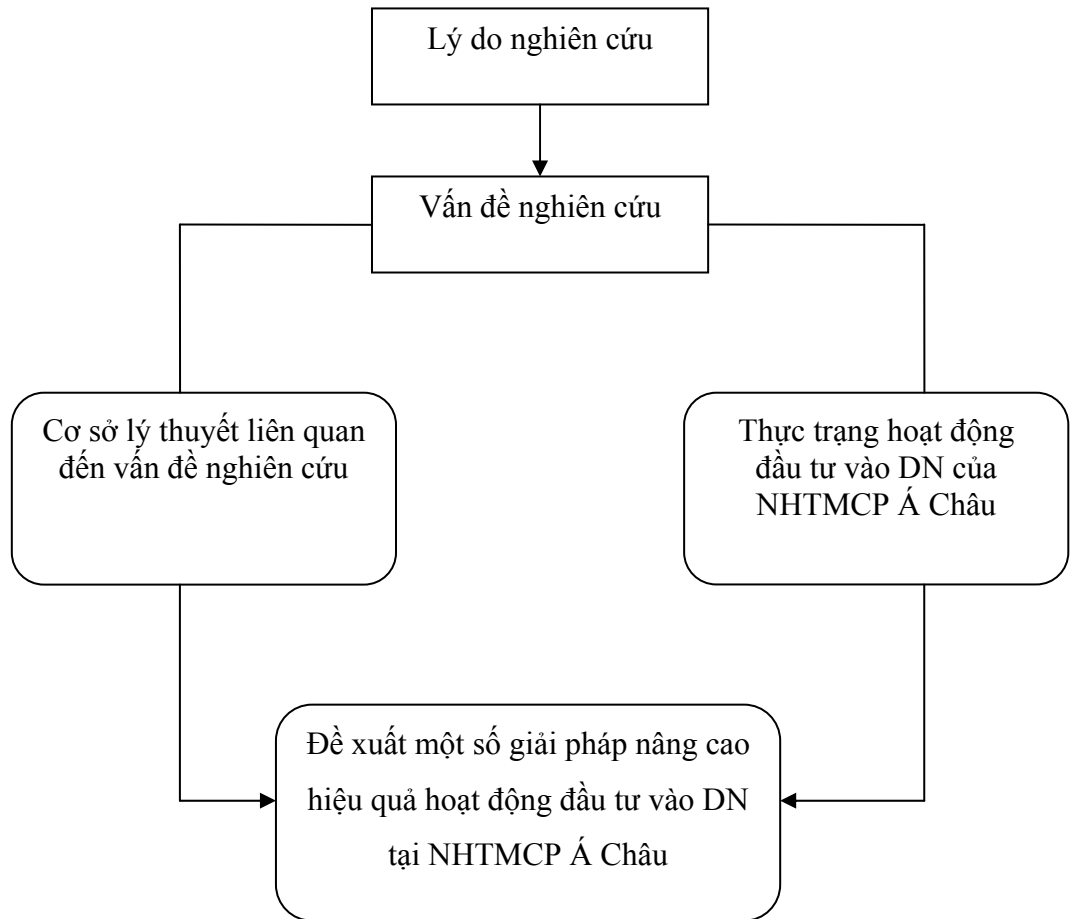 Lý do nghiên cứu
Vấn đề nghiên cứu
Cơ sở lý thuyết liên quan
đến vấn đề nghiên cứu
Thực trạng hoạt động
đầu tư vào DN của
NHTMCP Á Châu
Đề xuất một số giải pháp nâng cao
hiệu quả hoạt động đầu tư vào DN
tại NHTMCP Á Châu